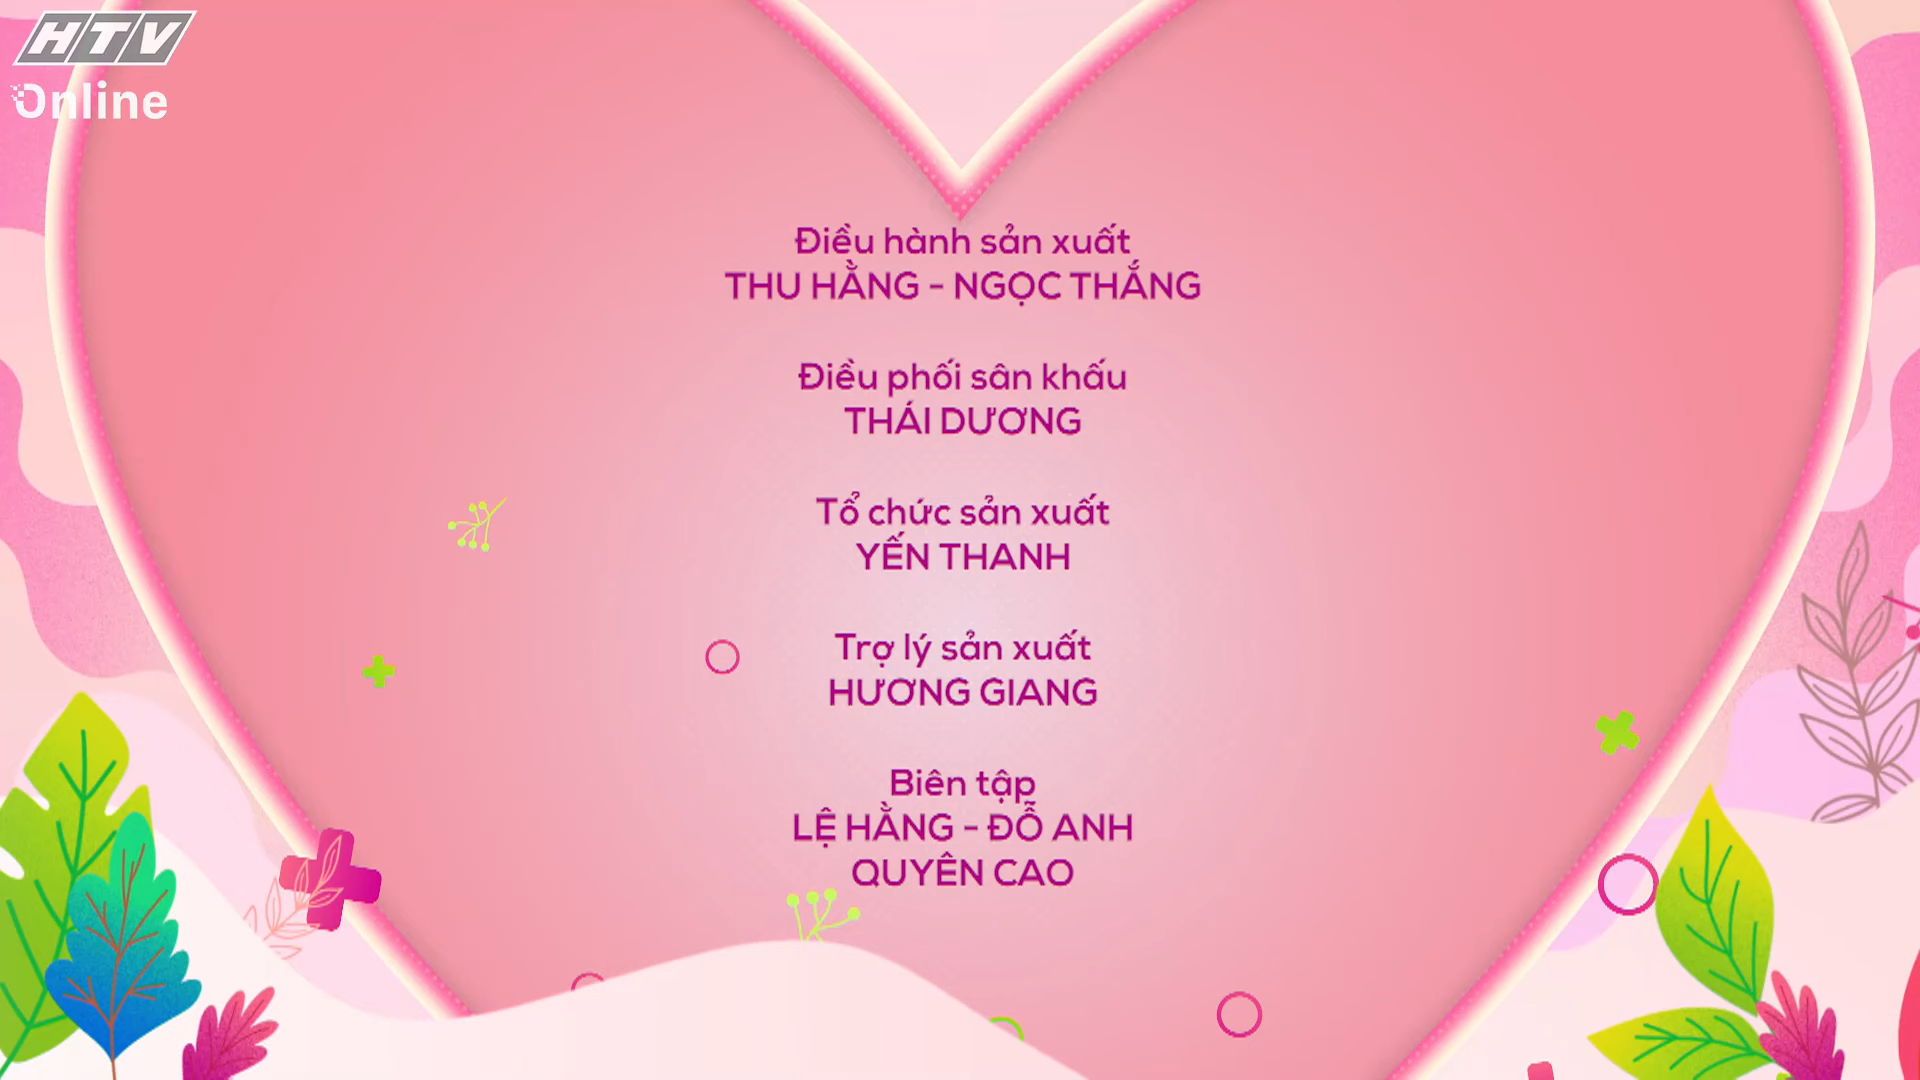 HTV
Online
Điều hành sản xuất
THU HẰNG - NGỌC THẮNG
Điều phối sân khấu
THÁI DƯƠNG
Tổ chức sản xuất
YẾN THANH
Trợ lý sản xuất
HƯƠNG GIANG
Biên tập
LỆ HẰNG - ĐỖ ANH
QUYÊN CAO